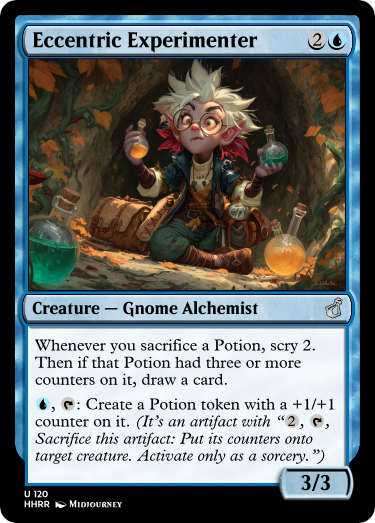 Eccentric Experimenter 2
Creature — Gnome Alchemist
Whenever you sacrifice a Potion, scry 2.
Then if that Potion had three or more
counters on it, draw a card.
, : Create a Potion token with a +1/+1
counter on it. (It's an artifact with “2, ,
Sacrifice this artifact: Put its counters onto
target creature. Activate only as a sorcery.”)
3/3
U 120
HHRR Midjourney